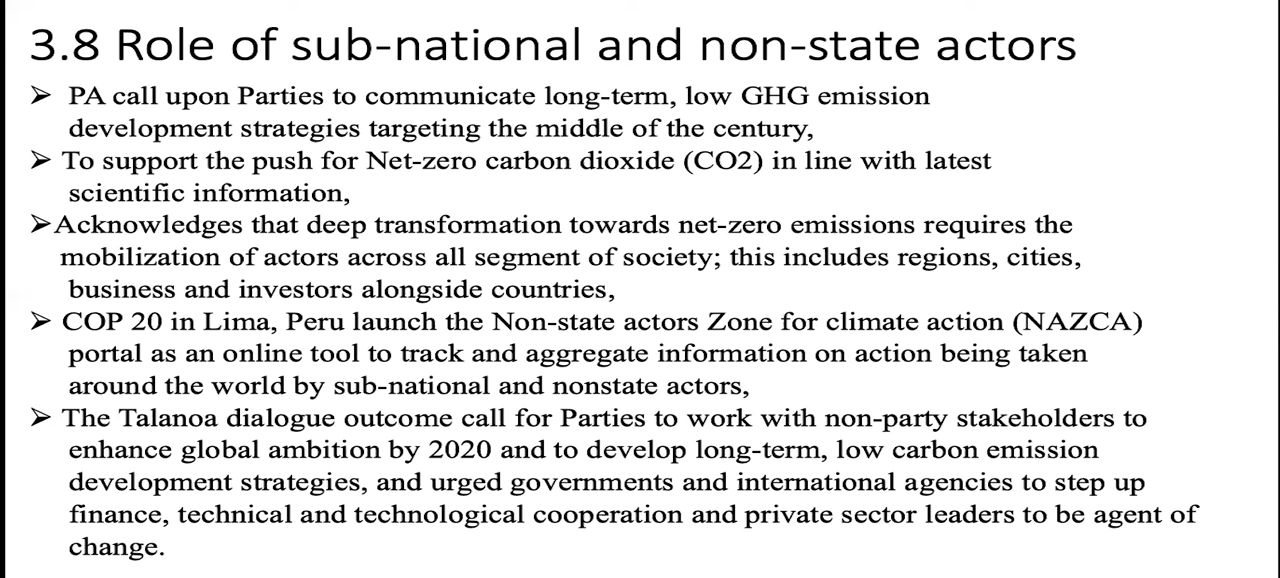 3.8 Role of sub-national and non-state actors
➢ PA call upon Parties to communicate long-term, low GHG emission
development strategies targeting the middle of the century,
➢ To support the push for Net-zero carbon dioxide (CO2) in line with latest
scientific information,
➢Acknowledges that deep transformation towards net-zero emissions requires the
mobilization of actors across all segment of society; this includes regions, cities,
business and investors alongside countries,
➢ COP 20 in Lima, Peru launch the Non-state actors Zone for climate action (NAZCA)
portal as an online tool to track and aggregate information on action being taken
around the world by sub-national and nonstate actors,
➢ The Talanoa dialogue outcome call for Parties to work with non-party stakeholders to
enhance global ambition by 2020 and to develop long-term, low carbon emission
development strategies, and urged governments and international agencies to step up
finance, technical and technological cooperation and private sector leaders to be agent of
change.